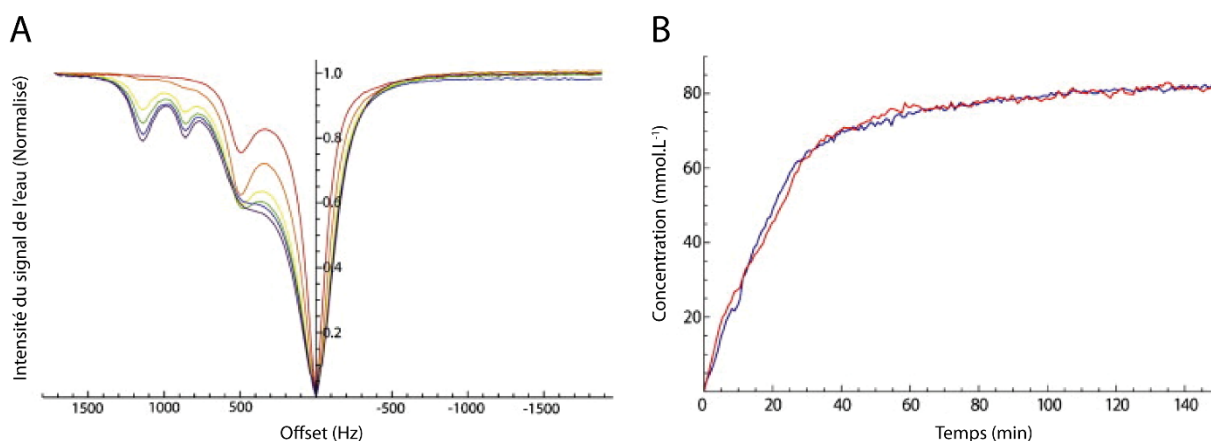 A
Intensité du signal de l'eau (Normalisé)
1.0
0.8
0.6
0.4
0.2
1500 1000 500 -500 -1000 -1500
Offset (Hz)
B
Concentration (mmol.L-1)
80
60
40
20
0 20 40 60 80 100 120 140
Temps (min)